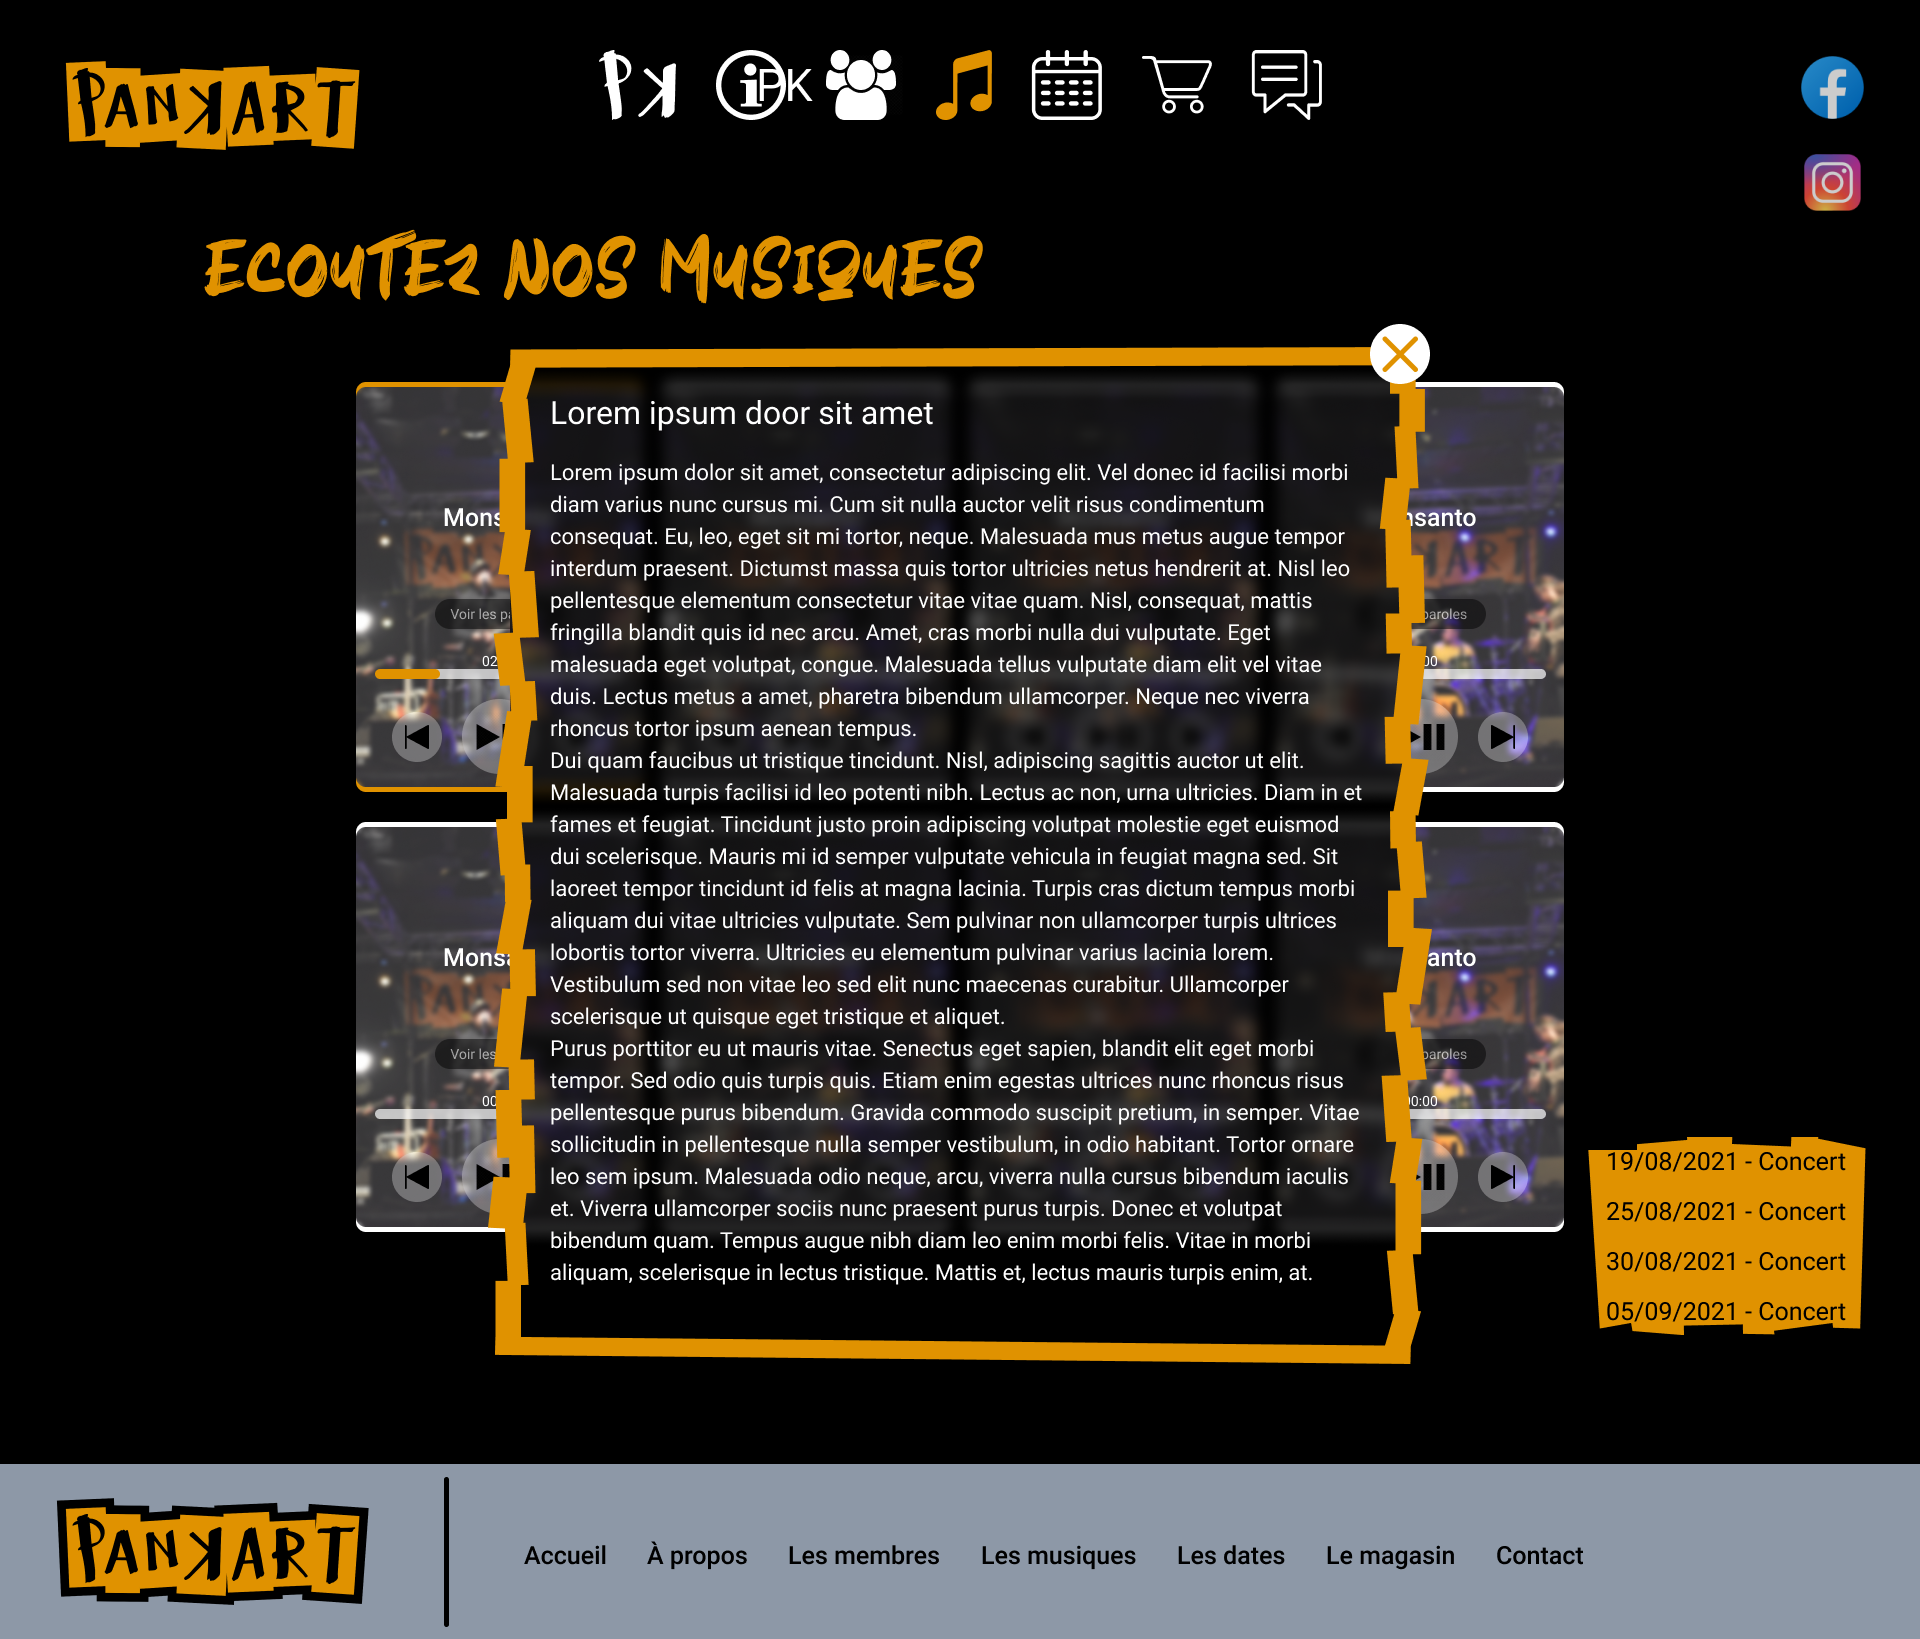 PANKART
PK
iPK
ECOUTEZ NOS MUSIQUES
Lorem ipsum door sit amet
Lorem ipsum dolor sit amet, consectetur adipiscing elit. Vel donec id facilisi morbi
diam varius nunc cursus mi. Cum sit nulla auctor velit risus condimentum
consequat. Eu, leo, eget sit mi tortor, neque. Malesuada mus metus augue tempor
interdum praesent. Dictumst massa quis tortor ultricies netus hendrerit at. Nisl leo
pellentesque elementum consectetur vitae vitae quam. Nisl, consequat, mattis
fringilla blandit quis id nec arcu. Amet, cras morbi nulla dui vulputate. Eget
malesuada eget volutpat, congue. Malesuada tellus vulputate diam elit vel vitae
duis. Lectus metus a amet, pharetra bibendum ullamcorper. Neque nec viverra
rhoncus tortor ipsum aenean tempus.
Dui quam faucibus ut tristique tincidunt. Nisl, adipiscing sagittis auctor ut elit.
Malesuada turpis facilisi id leo potenti nibh. Lectus ac non, urna ultricies. Diam in et
fames et feugiat. Tincidunt justo proin adipiscing volutpat molestie eget euismod
dui scelerisque. Mauris mi id semper vulputate vehicula in feugiat magna sed. Sit
laoreet tempor tincidunt id felis at magna lacinia. Turpis cras dictum tempus morbi
aliquam dui vitae ultricies vulputate. Sem pulvinar non ullamcorper turpis ultrices
lobortis tortor viverra. Ultricies eu elementum pulvinar varius lacinia lorem.
Vestibulum sed non vitae leo sed elit nunc maecenas curabitur. Ullamcorper
scelerisque ut quisque eget tristique et aliquet.
Purus porttitor eu ut mauris vitae. Senectus eget sapien, blandit elit eget morbi
tempor. Sed odio quis turpis quis. Etiam enim egestas ultrices nunc rhoncus risus
pellentesque purus bibendum. Gravida commodo suscipit pretium, in semper. Vitae
sollicitudin in pellentesque nulla semper vestibulum, in odio habitant. Tortor ornare
leo sem ipsum. Malesuada odio neque, arcu, viverra nulla cursus bibendum iaculis
et. Viverra ullamcorper sociis nunc praesent purus turpis. Donec et volutpat
bibendum quam. Tempus augue nibh diam leo enim morbi felis. Vitae in morbi
aliquam, scelerisque in lectus tristique. Mattis et, lectus mauris turpis enim, at.
Mons
Voir les pa
02
nsanto
paroles
:00
Monsa
Voir les
00
anto
paroles
00:00
19/08/2021 - Concert
25/08/2021 - Concert
30/08/2021 - Concert
05/09/2021 - Concert
PANKART
Accueil À propos Les membres Les musiques Les dates Le magasin Contact